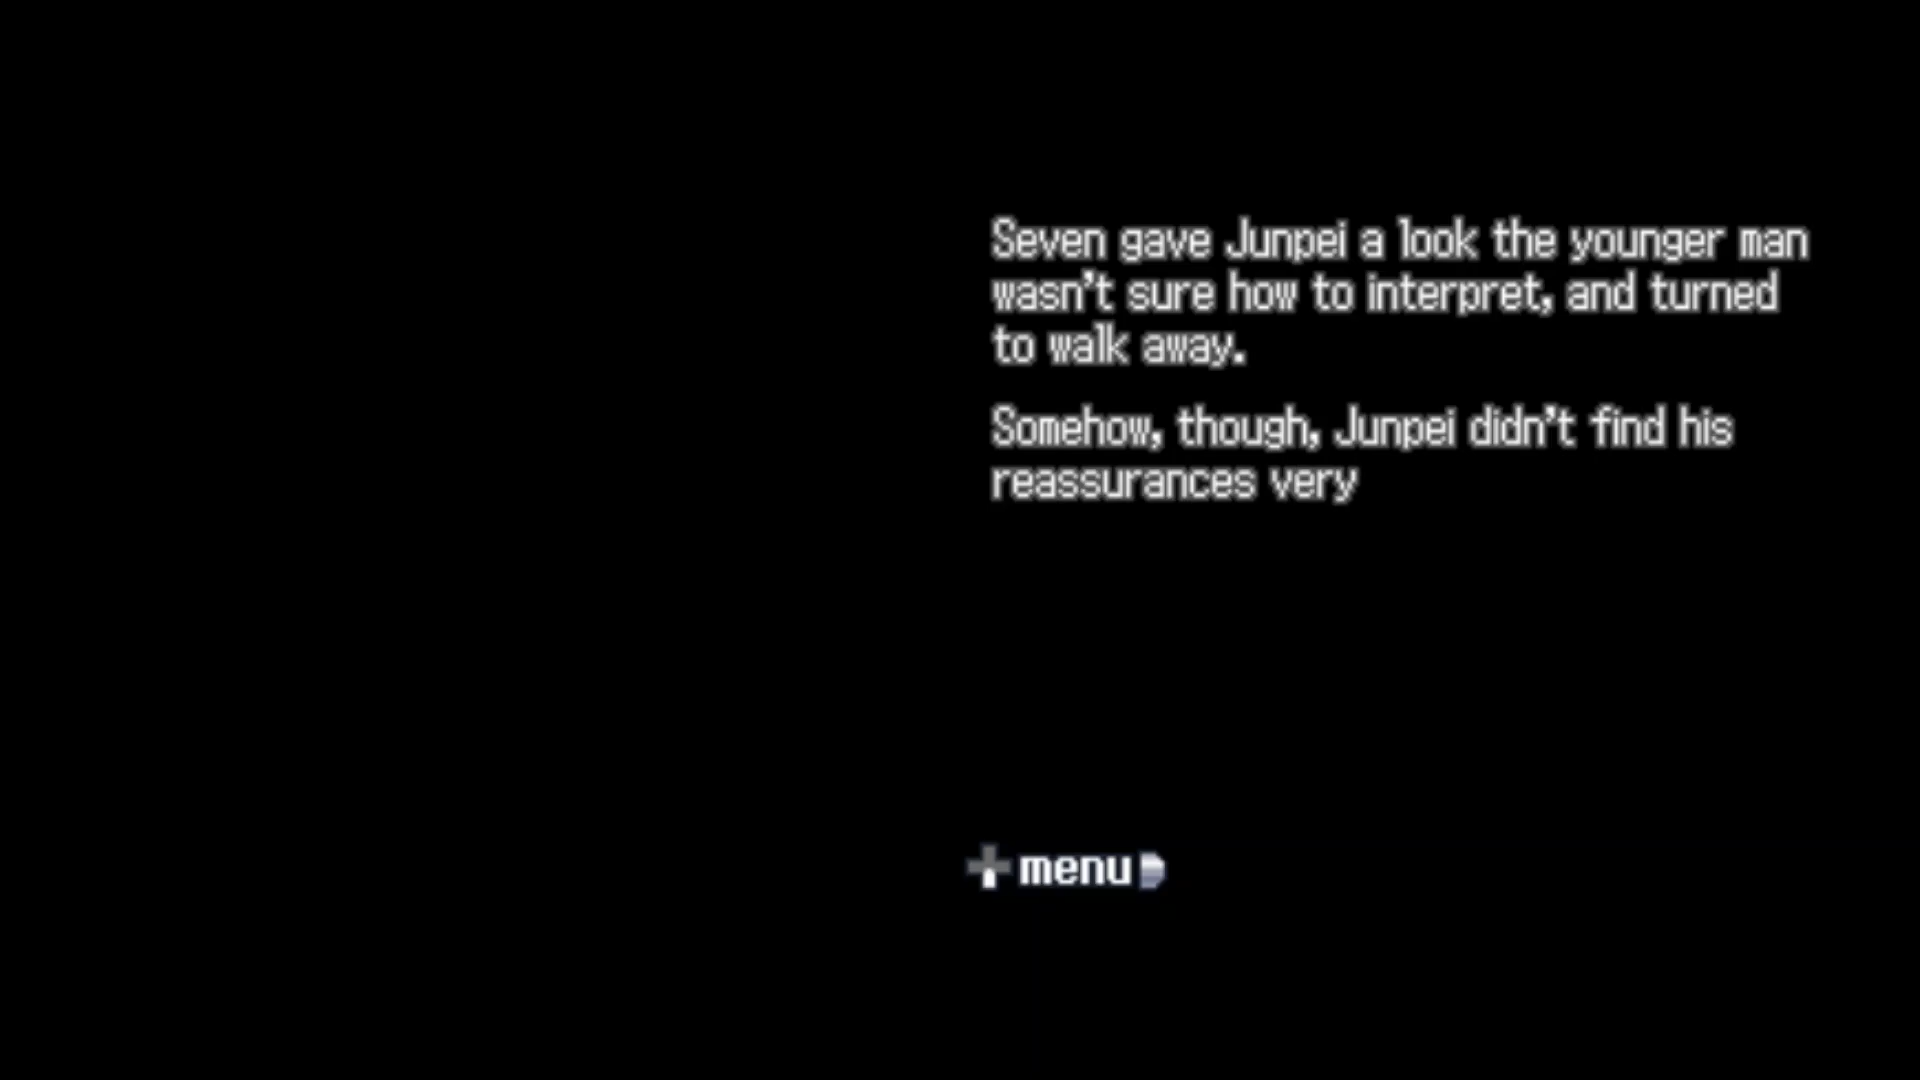 Seven gave Junpei a look the younger man
wasn't sure how to interpret, and turned
to walk away.
Somehow, though, Junpei didn't find his
reassurances very
menu